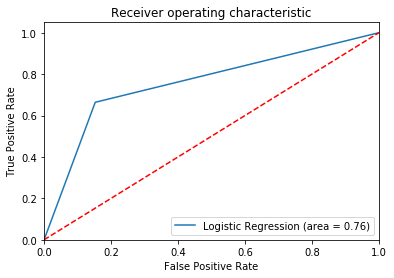 Receiver operating characteristic
True Positive Rate
1.0
0.8
0.6
0.4
0.2
0.0
Logistic Regression (area = 0.76)
0.0 0.2 0.4 0.6 0.8 1.0
False Positive Rate